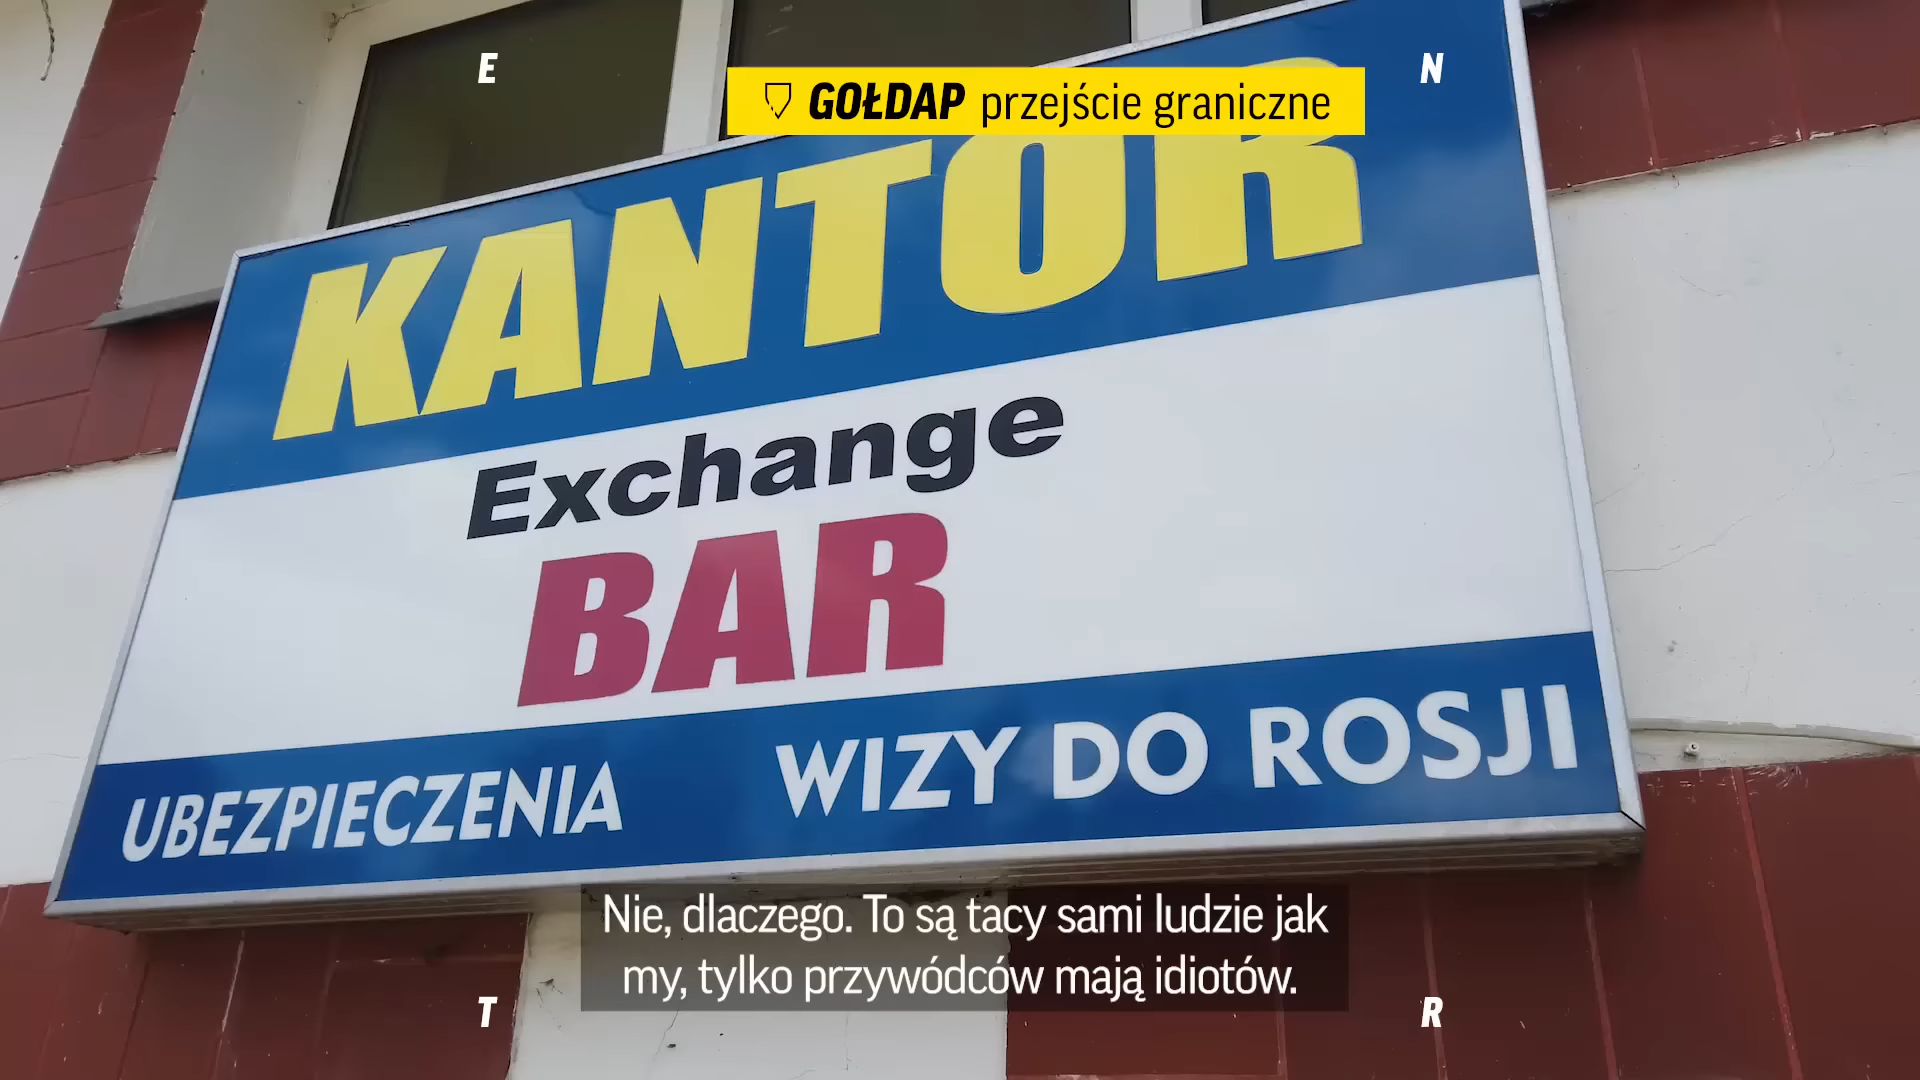 E
N
GOŁDAP przejście graniczne
KANTOR
Exchange
BAR
UBEZPIECZENIA WIZY DO ROSJI
Nie, dlaczego. To są tacy sami ludzie jak
my, tylko przywódców mają idiotów.
T
R